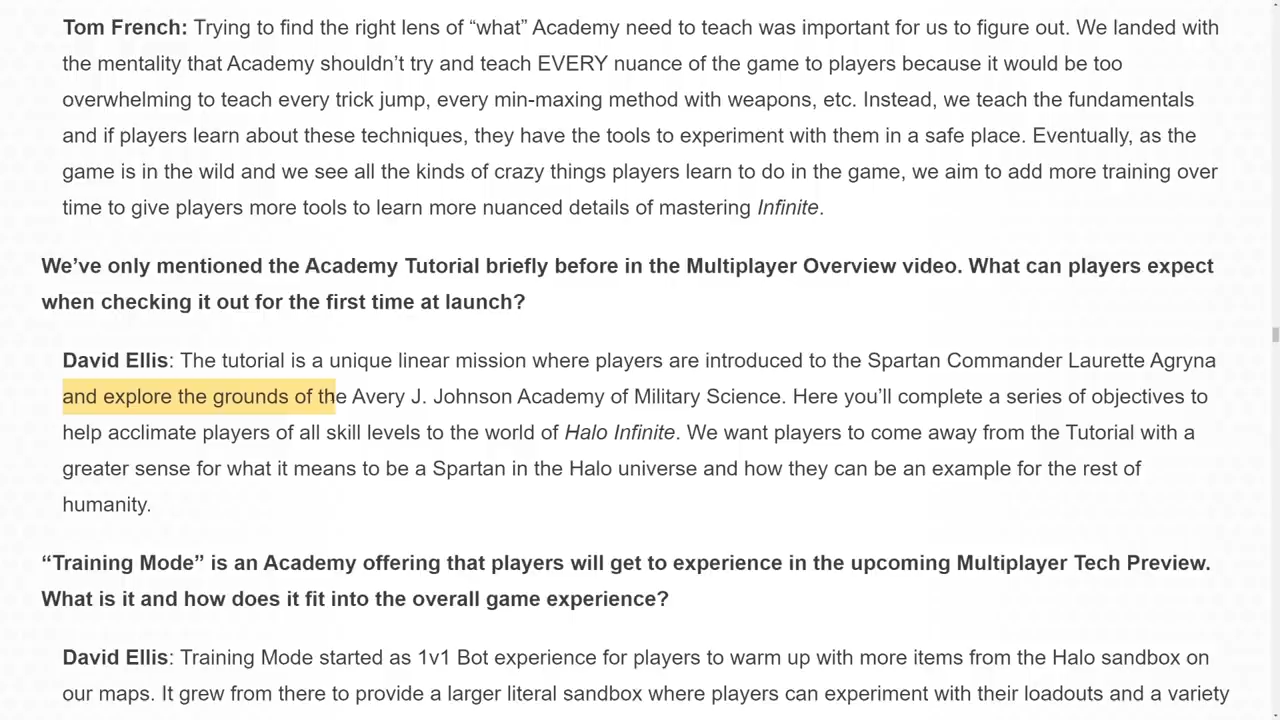 Tom French: Trying to find the right lens of “what” Academy need to teach was important for us to figure out. We landed with
the mentality that Academy shouldn’t try and teach EVERY nuance of the game to players because it would be too
overwhelming to teach every trick jump, every min-maxing method with weapons, etc. Instead, we teach the fundamentals
and if players learn about these techniques, they have the tools to experiment with them in a safe place. Eventually, as the
game is in the wild and we see all the kinds of crazy things players learn to do in the game, we aim to add more training over
time to give players more tools to learn more nuanced details of mastering Infinite.
We’ve only mentioned the Academy Tutorial briefly before in the Multiplayer Overview video. What can players expect
when checking it out for the first time at launch?
David Ellis: The tutorial is a unique linear mission where players are introduced to the Spartan Commander Laurette Agryna
and explore the grounds of the Avery J. Johnson Academy of Military Science. Here you’ll complete a series of objectives to
help acclimate players of all skill levels to the world of Halo Infinite. We want players to come away from the Tutorial with a
greater sense for what it means to be a Spartan in the Halo universe and how they can be an example for the rest of
humanity.
“Training Mode” is an Academy offering that players will get to experience in the upcoming Multiplayer Tech Preview.
What is it and how does it fit into the overall game experience?
David Ellis: Training Mode started as 1v1 Bot experience for players to warm up with more items from the Halo sandbox on
our maps. It grew from there to provide a larger literal sandbox where players can experiment with their loadouts and a variety